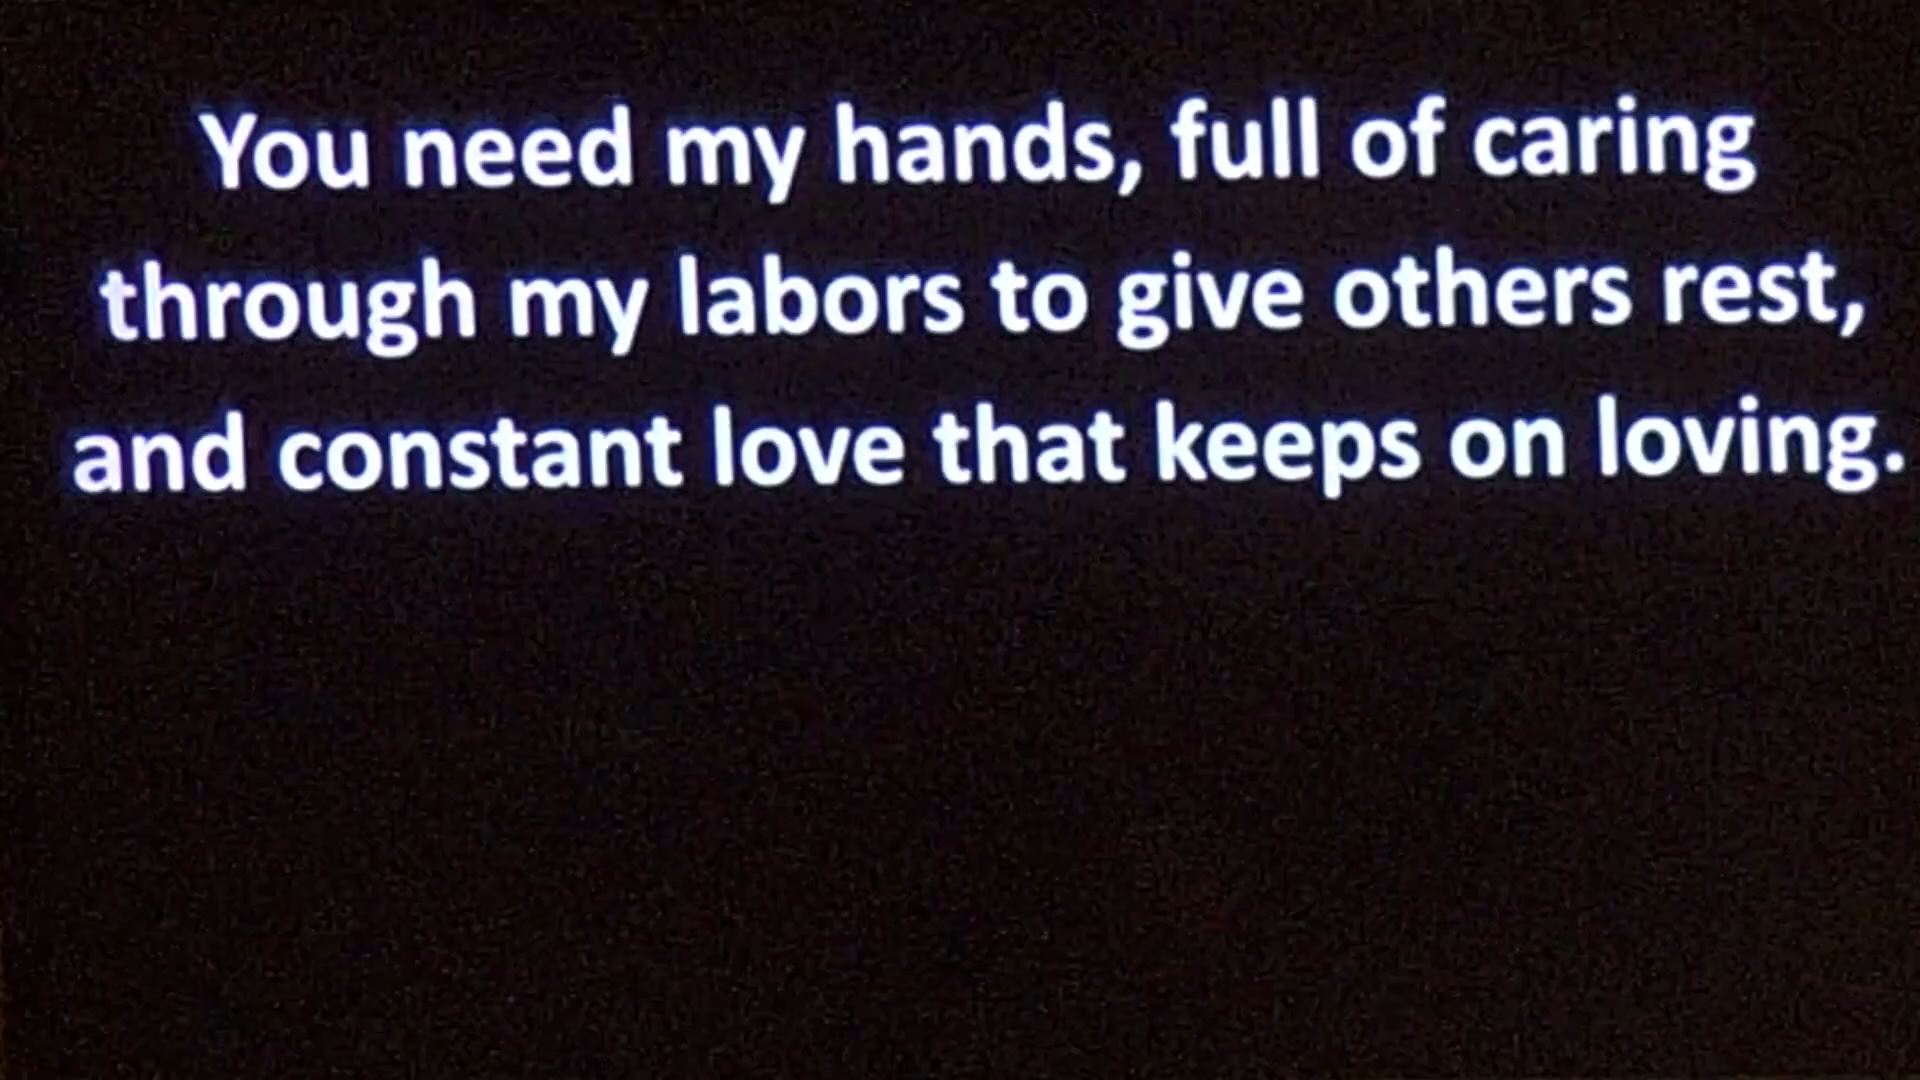 You need my hands, full of caring
through my labors to give others rest,
and constant love that keeps on loving.